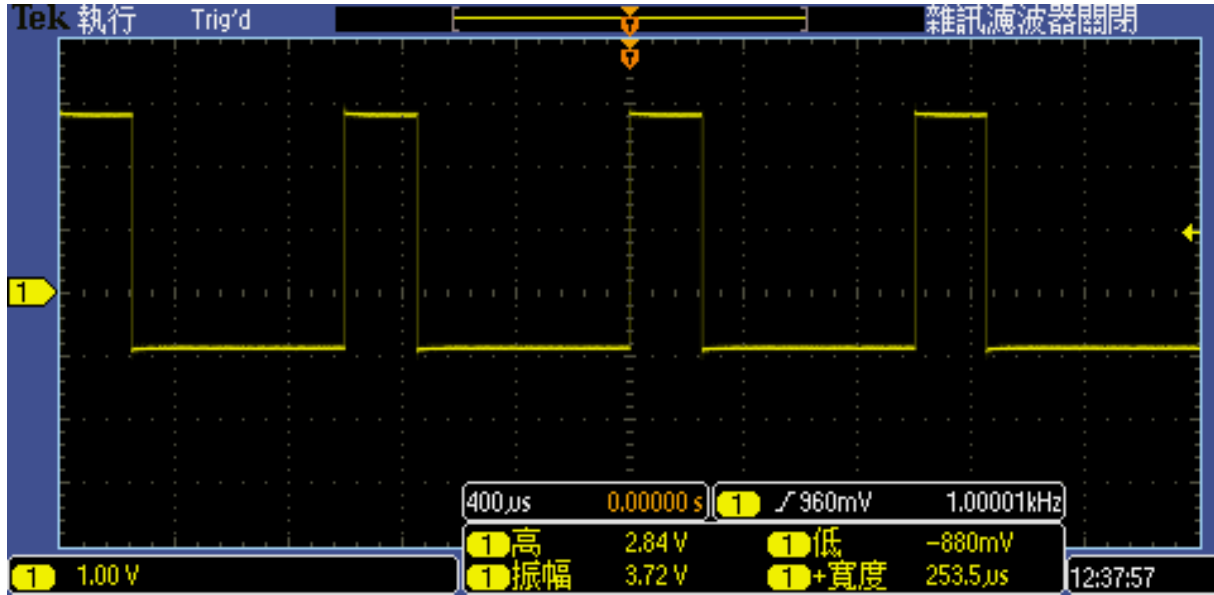 Tek 執行 Trig'd 雜訊濾波器關閉
T
T
1
400μs 0.00000 s 1 960mV 1.00001kHz
1 高 2.84 V 1 低 -880mV
1 1.00 V 1 振幅 3.72 V 1 +寬度 253.5μs 12:37:57